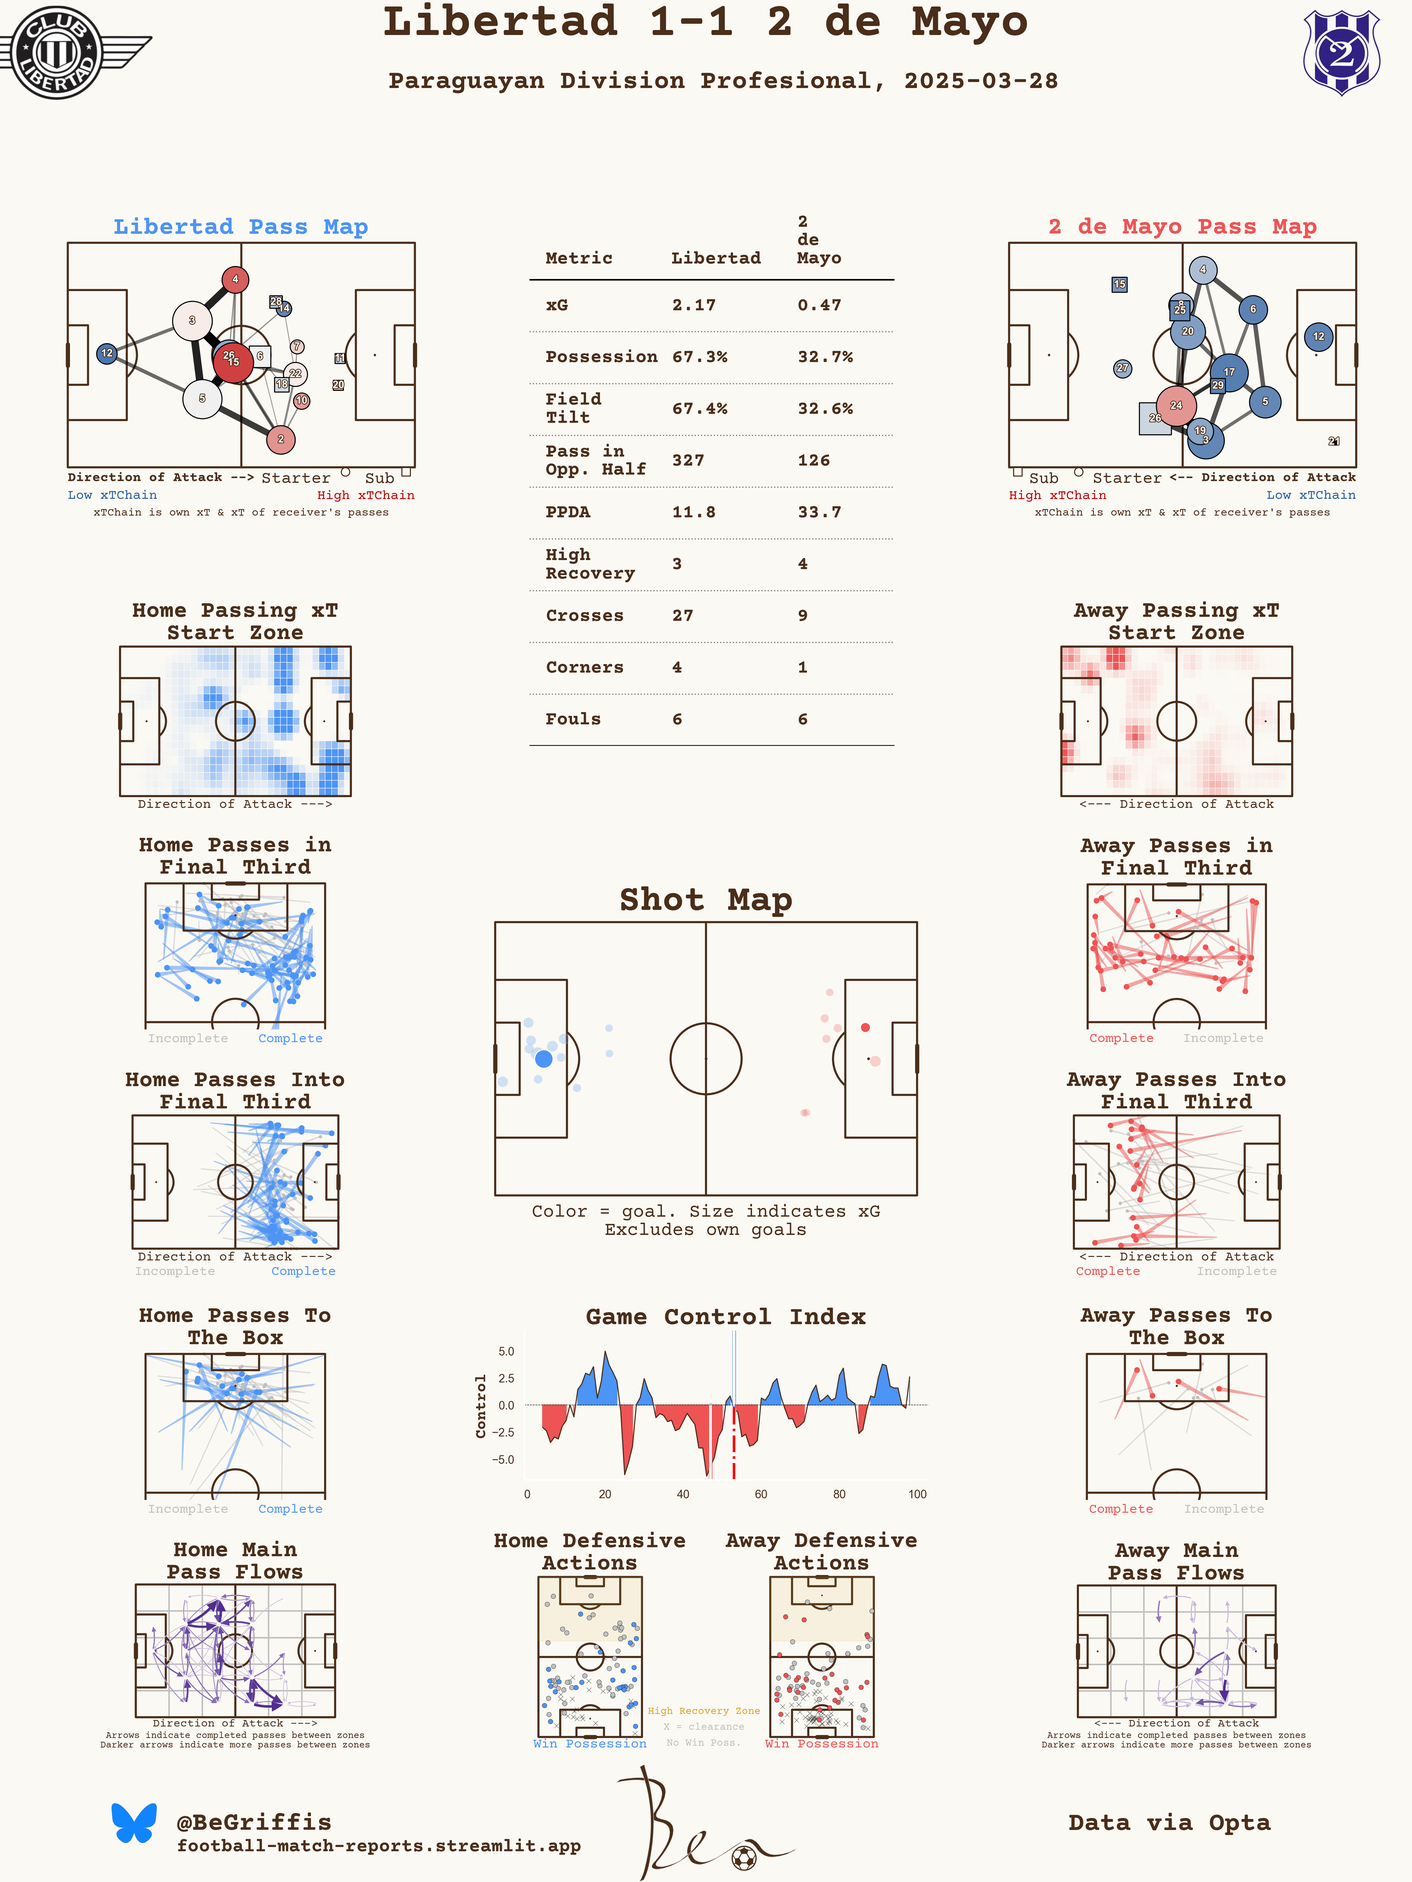 Libertad 1-1 2 de Mayo
Paraguayan Division Profesional, 2025-03-28
CLUB
LIBERTAD
2
Libertad Pass Map
4
3
28
14
12
26
15
6
7
11
22
18
20
5
10
2
Direction of Attack --> Starter Sub
Low xTChain High xTChain
xTChain is own xT & xT of receiver's passes
Metric Libertad 2 de Mayo
xG 2.17 0.47
Possession 67.3% 32.7%
Field Tilt 67.4% 32.6%
Pass in Opp. Half 327 126
PPDA 11.8 33.7
High Recovery 3 4
Crosses 27 9
Corners 4 1
Fouls 6 6
2 de Mayo Pass Map
4
15
8
25
6
20
12
27
17
29
24
5
26
19
3
21
Sub Starter <-- Direction of Attack
High xTChain Low xTChain
xTChain is own xT & xT of receiver's passes
Home Passing xT
Start Zone
Direction of Attack --->
Away Passing xT
Start Zone
<--- Direction of Attack
Home Passes in
Final Third
Incomplete Complete
Away Passes in
Final Third
Complete Incomplete
Shot Map
Color = goal. Size indicates xG
Excludes own goals
Home Passes Into
Final Third
Direction of Attack --->
Incomplete Complete
Away Passes Into
Final Third
<--- Direction of Attack
Complete Incomplete
Home Passes To
The Box
Incomplete Complete
Game Control Index
Control
5.0
2.5
0.0
−2.5
−5.0
0 20 40 60 80 100
Away Passes To
The Box
Complete Incomplete
Home Main
Pass Flows
Direction of Attack --->
Arrows indicate completed passes between zones
Darker arrows indicate more passes between zones
Home Defensive
Actions
Win Possession
Away Defensive
Actions
Win Possession
High Recovery Zone
X = clearance
No Win Poss.
Away Main
Pass Flows
<--- Direction of Attack
Arrows indicate completed passes between zones
Darker arrows indicate more passes between zones
@BeGriffis
football-match-reports.streamlit.app
Ben
Data via Opta